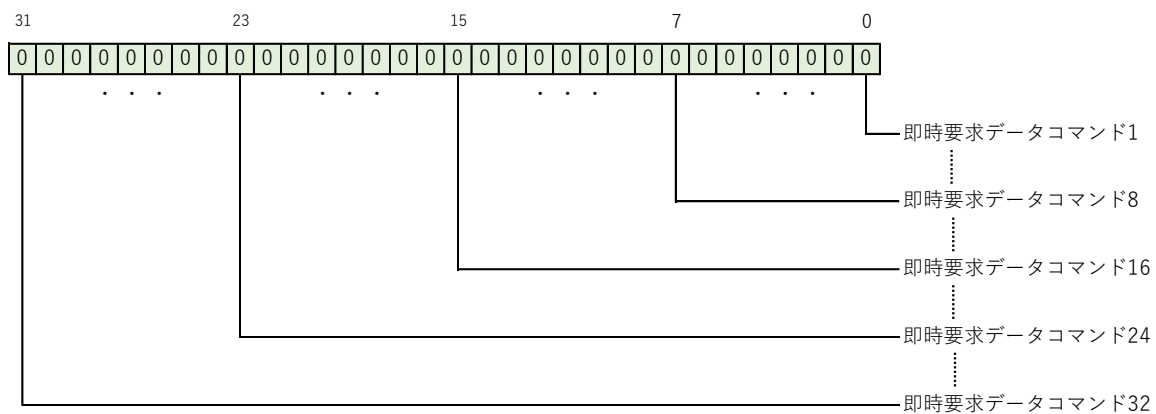 31 23 15 7 0
0 0 0 0 0 0 0 0 0 0 0 0 0 0 0 0 0 0 0 0 0 0 0 0 0 0 0 0 0 0 0 0
即時要求データコマンド1
即時要求データコマンド8
即時要求データコマンド16
即時要求データコマンド24
即時要求データコマンド32